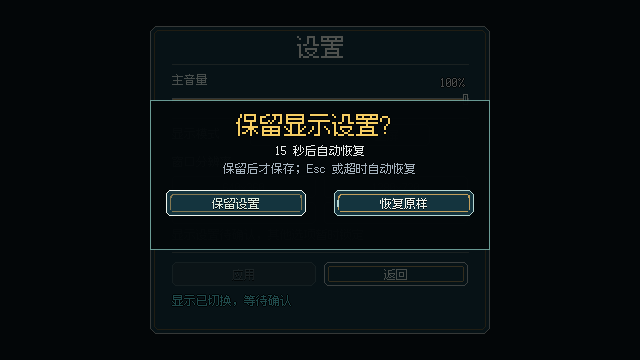 设置
主音量 100%
保留显示设置?
15 秒后自动恢复
保留后才保存; Esc 或超时自动恢复
保留设置 恢复原样
应用 返回
显示已切换，等待确认